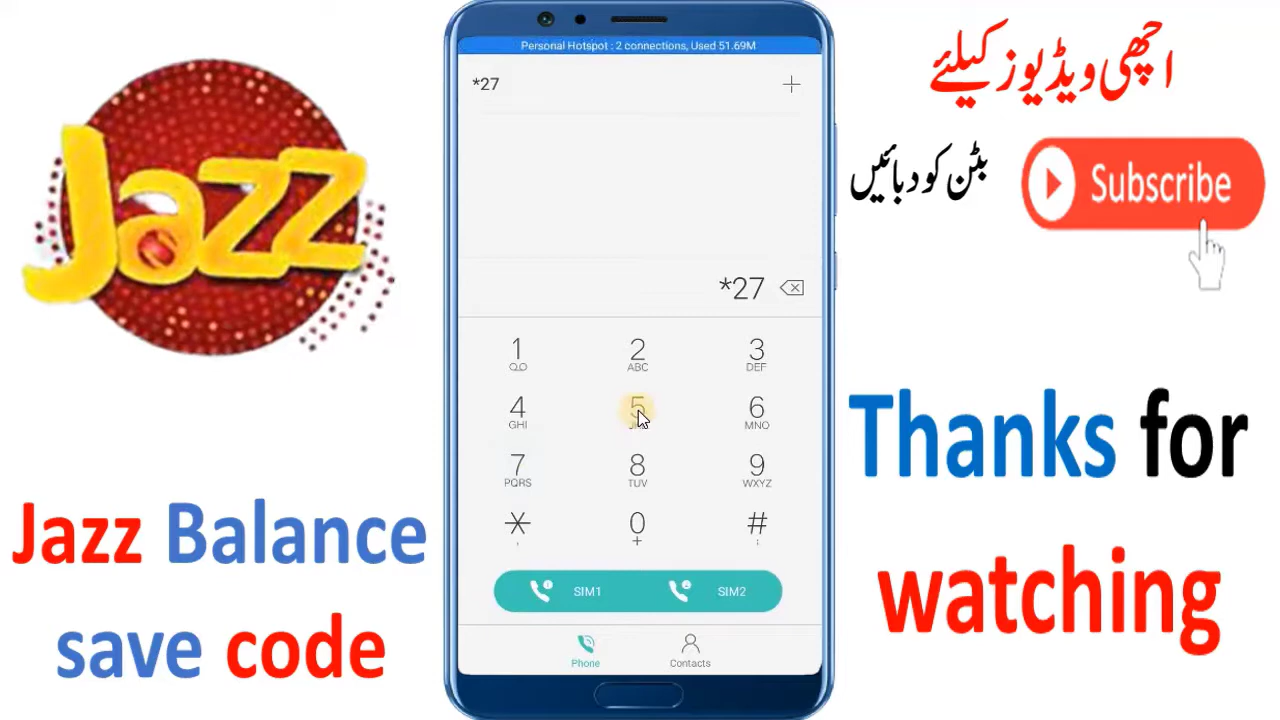 Jazz
Jazz Balance
save code
Personal Hotspot : 2 connections, Used 51.69M
*27
*27
1
2 ABC
3 DEF
4 GHI
5
6 MNO
7 PQRS
8 TUV
9 WXYZ
* ,
0 +
# ;
1 SIM1
2 SIM2
Phone
Contacts
اچھی ویڈیوز کیلئے
بٹن کو دبائیں
Subscribe
Thanks for
watching